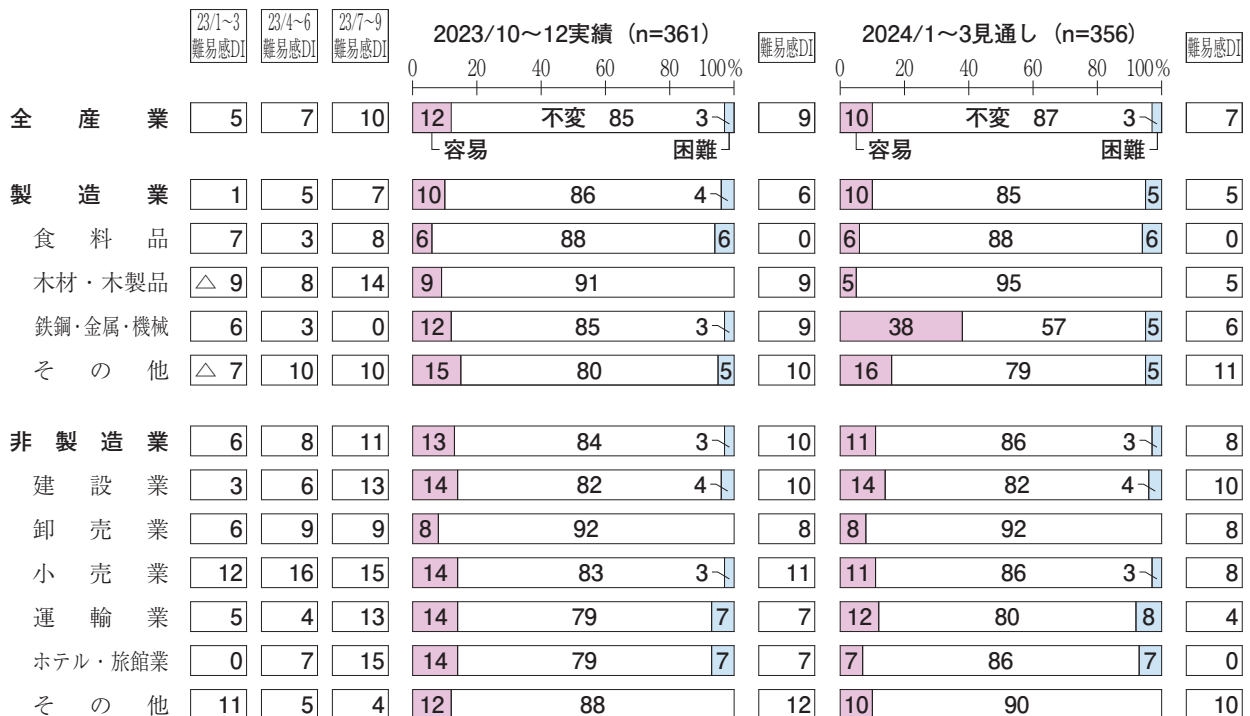 23/1~3 23/4~6 23/7~9
難易感DI 難易感DI 難易感DI 2023/10~12実績 (n=361) 難易感DI 2024/1~3見通し (n=356) 難易感DI
0 20 40 60 80 100% 0 20 40 60 80 100%
全産業 5 7 10 12 不変 85 3 9 10 不変 87 3 7
容易 困難 容易 困難
製造業 1 5 7 10 86 4 6 10 85 5 5
食料品 7 3 8 6 88 6 0 6 88 6 0
木材・木製品 △ 9 8 14 9 91 9 5 95 5
鉄鋼・金属・機械 6 3 0 12 85 3 9 38 57 5 6
その他 △ 7 10 10 15 80 5 10 16 79 5 11
非製造業 6 8 11 13 84 3 10 11 86 3 8
建設業 3 6 13 14 82 4 10 14 82 4 10
卸売業 6 9 9 8 92 8 8 92 8
小売業 12 16 15 14 83 3 11 11 86 3 8
運輸業 5 4 13 14 79 7 7 12 80 8 4
ホテル・旅館業 0 7 15 14 79 7 7 7 86 7 0
その他 11 5 4 12 88 12 10 90 10